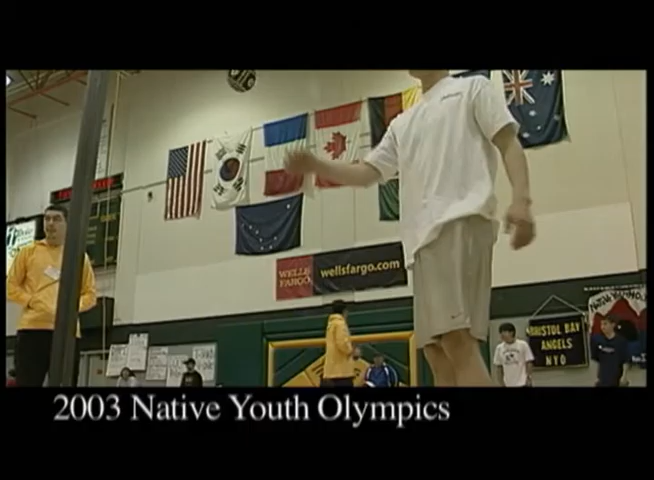 WELLS
FARGO
wellsfargo.com
BRISTOL BAY
ANGELS
NYO
2003 Native Youth Olympics